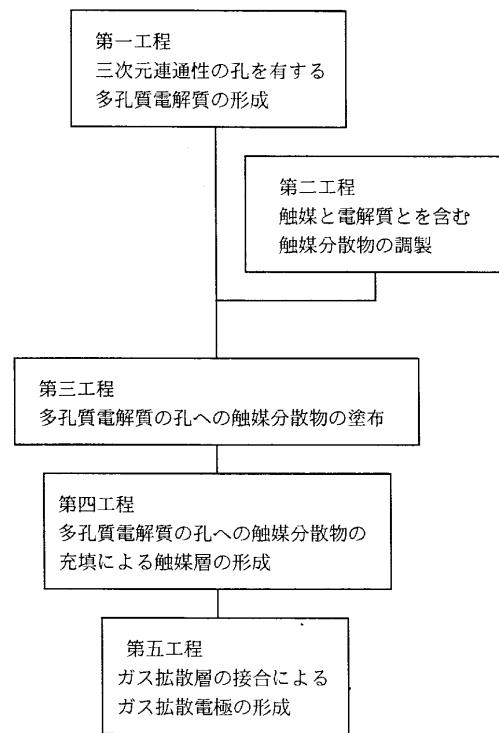 第一工程
三次元連通性の孔を有する
多孔質電解質の形成
第二工程
触媒と電解質とを含む
触媒分散物の調製
第三工程
多孔質電解質の孔への触媒分散物の塗布
第四工程
多孔質電解質の孔への触媒分散物の
充填による触媒層の形成
第五工程
ガス拡散層の接合による
ガス拡散電極の形成